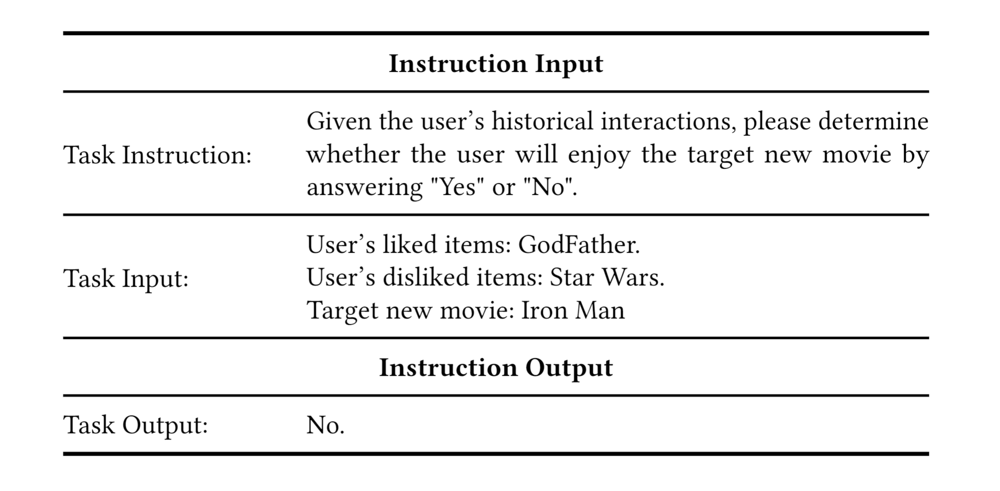 Instruction Input
Given the user’s historical interactions, please determine
Task Instruction: whether the user will enjoy the target new movie by
answering "Yes" or "No".
User’s liked items: GodFather.
Task Input: User’s disliked items: Star Wars.
Target new movie: Iron Man
Instruction Output
Task Output: No.